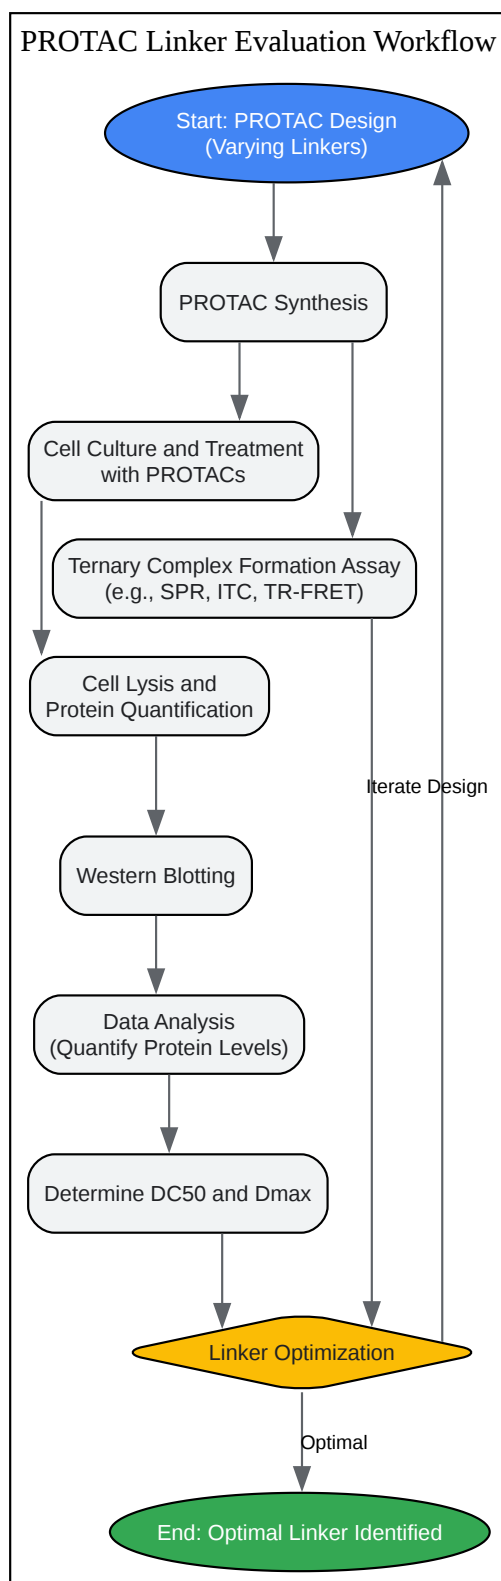 PROTAC Linker Evaluation Workflow
Start: PROTAC Design
(Varying Linkers)
PROTAC Synthesis
Cell Culture and Treatment
with PROTACs
Ternary Complex Formation Assay
(e.g., SPR, ITC, TR-FRET)
Cell Lysis and
Protein Quantification
Iterate Design
Western Blotting
Data Analysis
(Quantify Protein Levels)
Determine DC50 and Dmax
Linker Optimization
Optimal
End: Optimal Linker Identified